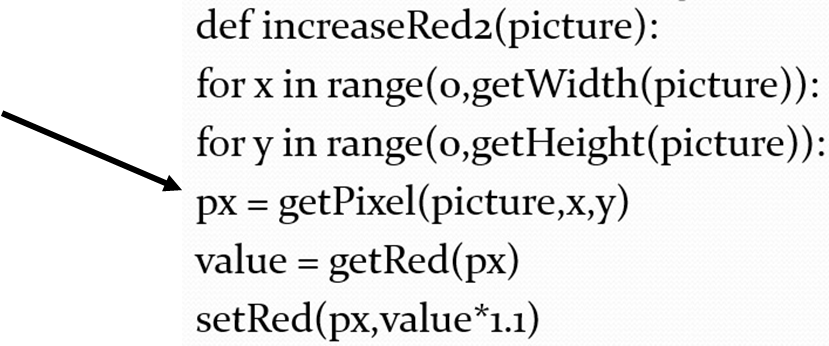 def increaseRed2(picture):
for x in range(0,getWidth(picture)):
for y in range(0,getHeight(picture)):
px = getPixel(picture,x,y)
value = getRed(px)
setRed(px,value*1.1)